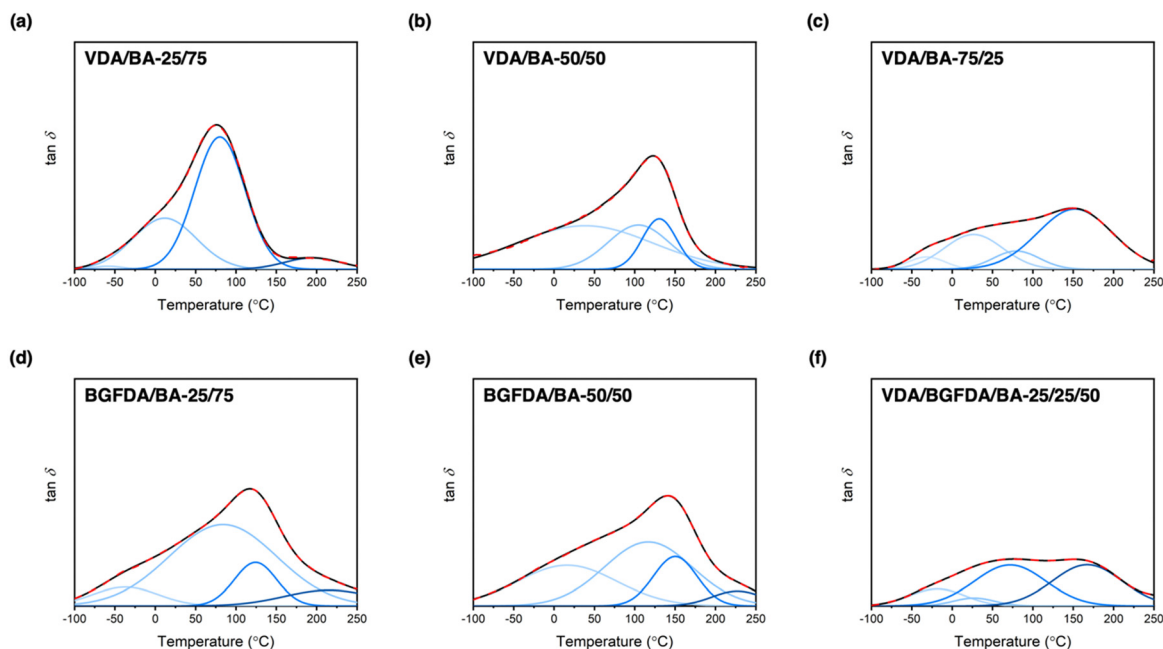 (a)
VDA/BA-25/75
tan δ
-100 -50 0 50 100 150 200 250
Temperature (°C)
(b)
VDA/BA-50/50
tan δ
-100 -50 0 50 100 150 200 250
Temperature (°C)
(c)
VDA/BA-75/25
tan δ
-100 -50 0 50 100 150 200 250
Temperature (°C)
(d)
BGFDA/BA-25/75
tan δ
-100 -50 0 50 100 150 200 250
Temperature (°C)
(e)
BGFDA/BA-50/50
tan δ
-100 -50 0 50 100 150 200 250
Temperature (°C)
(f)
VDA/BGFDA/BA-25/25/50
tan δ
-100 -50 0 50 100 150 200 250
Temperature (°C)